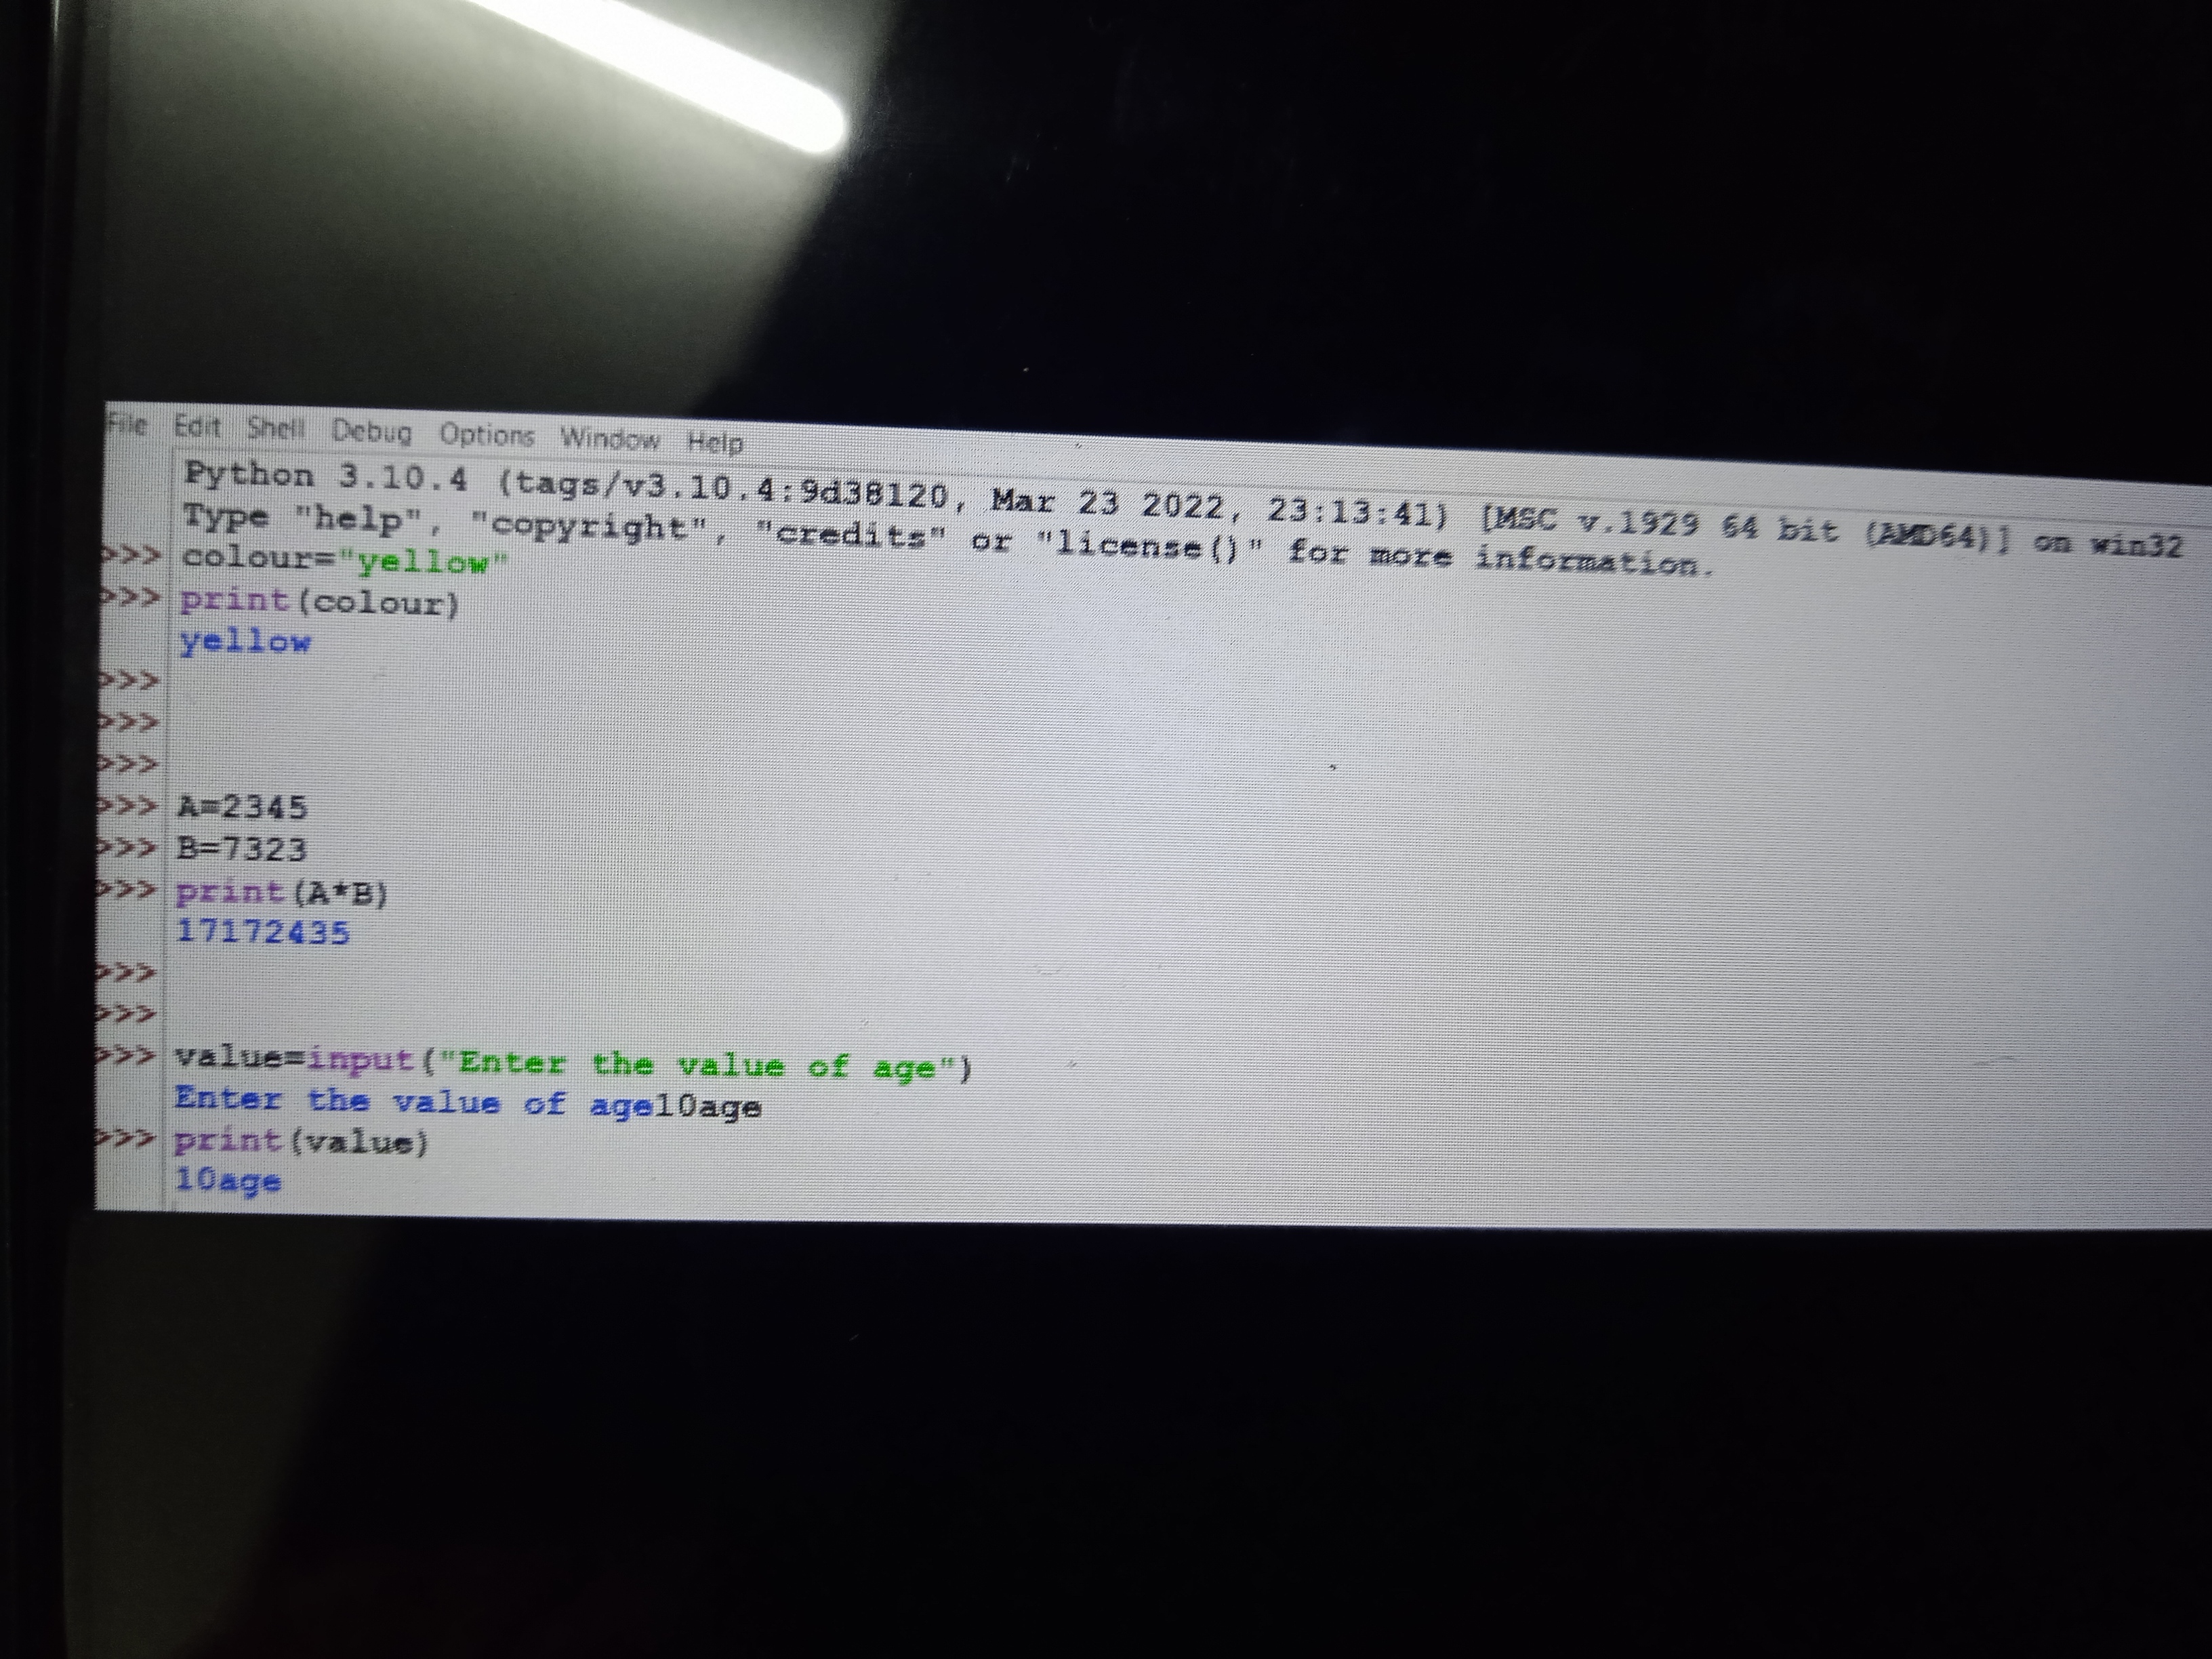 File Edit Shell Debug Options Window Help
Python 3.10.4 (tags/v3.10.4:9d38120, Mar 23 2022, 23:13:41) [MSC v.1929 64 bit (AMD64)] on win32
Type "help", "copyright", "credits" or "license()" for more information.
>>> colour="yellow"
>>> print(colour)
yellow
>>>
>>>
>>>
>>> A=2345
>>> B=7323
>>> print(A*B)
17172435
>>>
>>>
>>> value=input("Enter the value of age")
Enter the value of age10age
>>> print(value)
10age